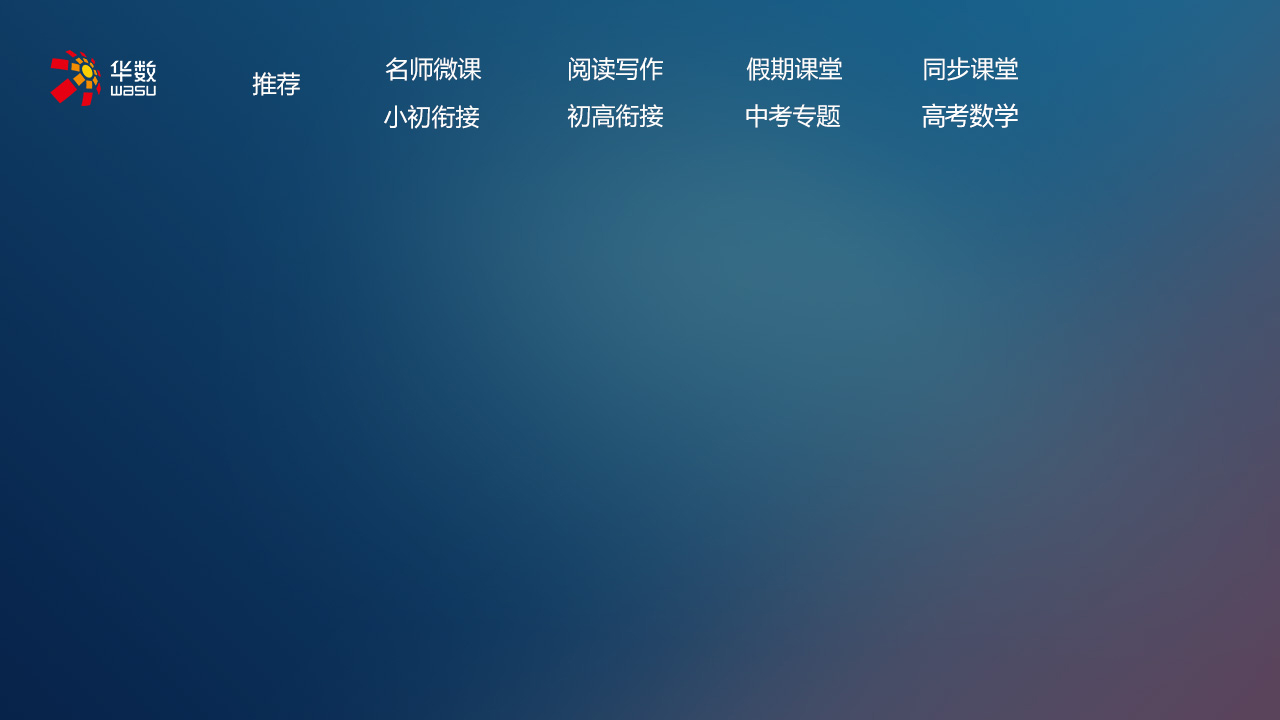 华数
wasu
推荐
名师微课 阅读写作 假期课堂 同步课堂
小初衔接 初高衔接 中考专题 高考数学